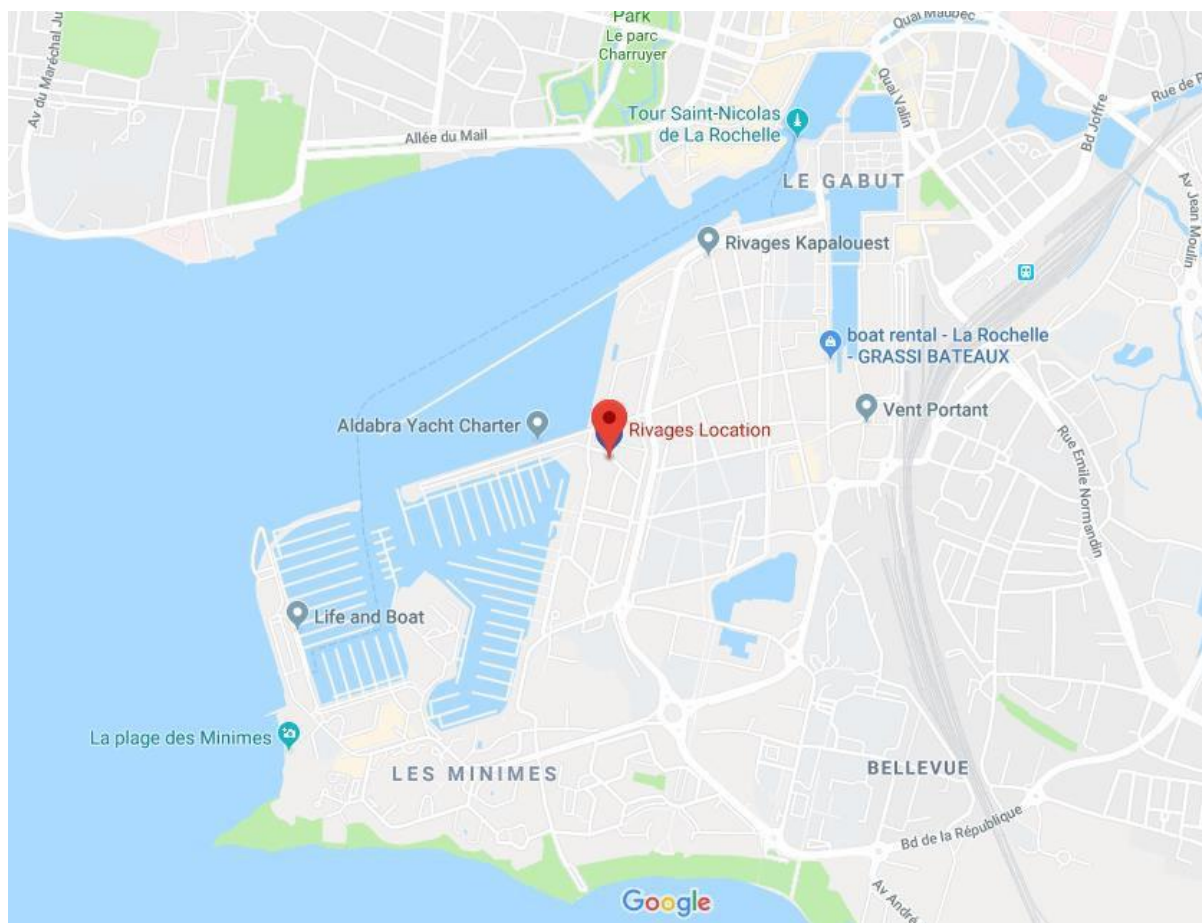 Park
Le parc
Charruyer
Quai Maubec
Av du Maréchal Ju
Quai Valin
Rue de R
Tour Saint-Nicolas
de La Rochelle
Allée du Mail
Bd Joffre
LE GABUT
Av Jean Moulin
Rivages Kapalouest
boat rental - La Rochelle
- GRASSI BATEAUX
Vent Portant
Aldabra Yacht Charter
Rivages Location
Rue Emile Normandin
Life and Boat
La plage des Minimes
LES MINIMES
BELLEVUE
Bd de la République
Av André
Google